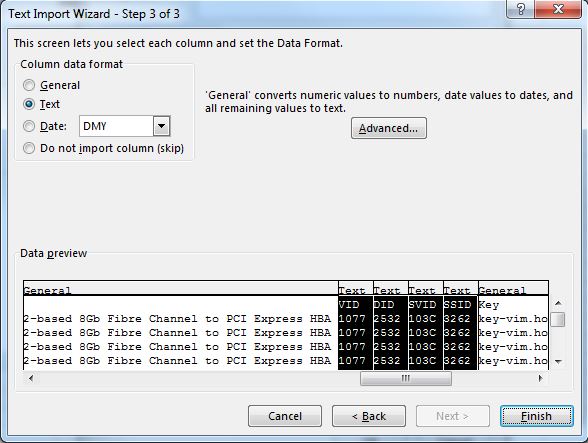 Text Import Wizard - Step 3 of 3
This screen lets you select each column and set the Data Format.
Column data format
General
Text
Date: DMY
Do not import column (skip)
'General' converts numeric values to numbers, date values to dates, and
all remaining values to text.
Advanced...
Data preview
General Text Text Text Text General
VID DID SVID SSID Key
2-based 8Gb Fibre Channel to PCI Express HBA 1077 2532 103C 3262 key-vim.ho
2-based 8Gb Fibre Channel to PCI Express HBA 1077 2532 103C 3262 key-vim.ho
2-based 8Gb Fibre Channel to PCI Express HBA 1077 2532 103C 3262 key-vim.ho
2-based 8Gb Fibre Channel to PCI Express HBA 1077 2532 103C 3262 key-vim.ho
Cancel < Back Next > Finish